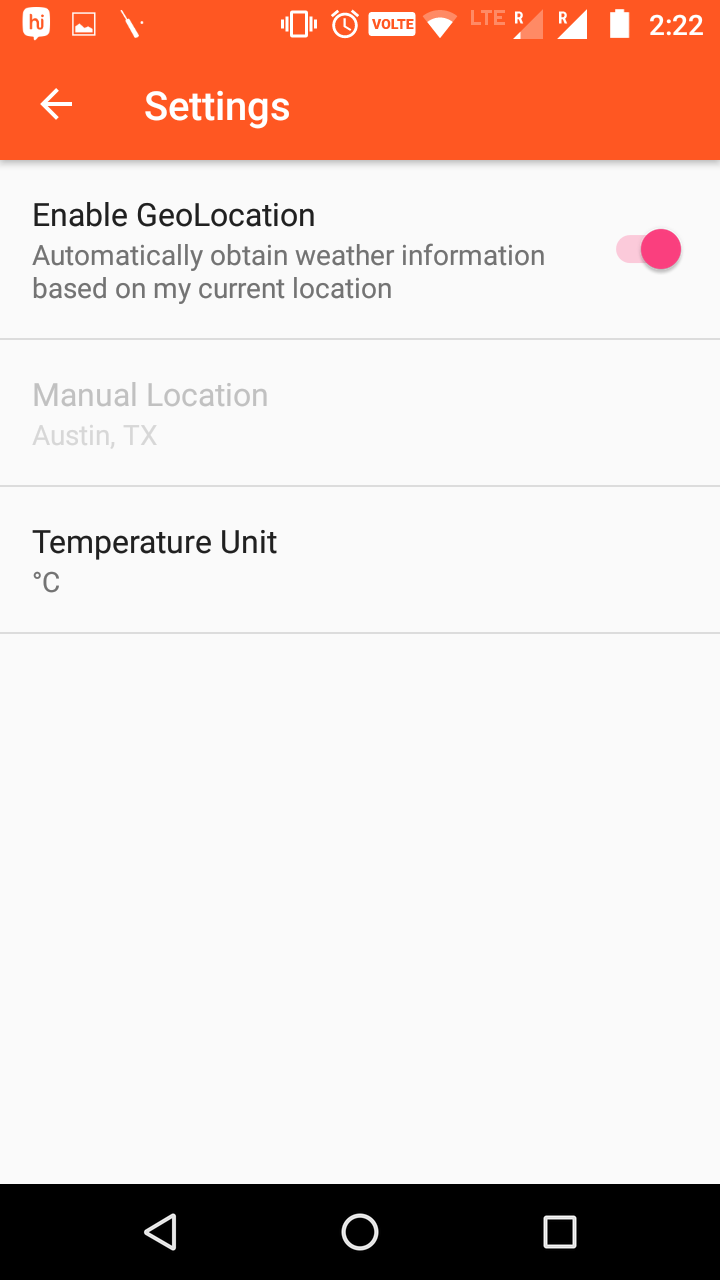 hi VOLTE LTE R R 2:22
Settings
Enable GeoLocation
Automatically obtain weather information
based on my current location
Manual Location
Austin, TX
Temperature Unit
°C